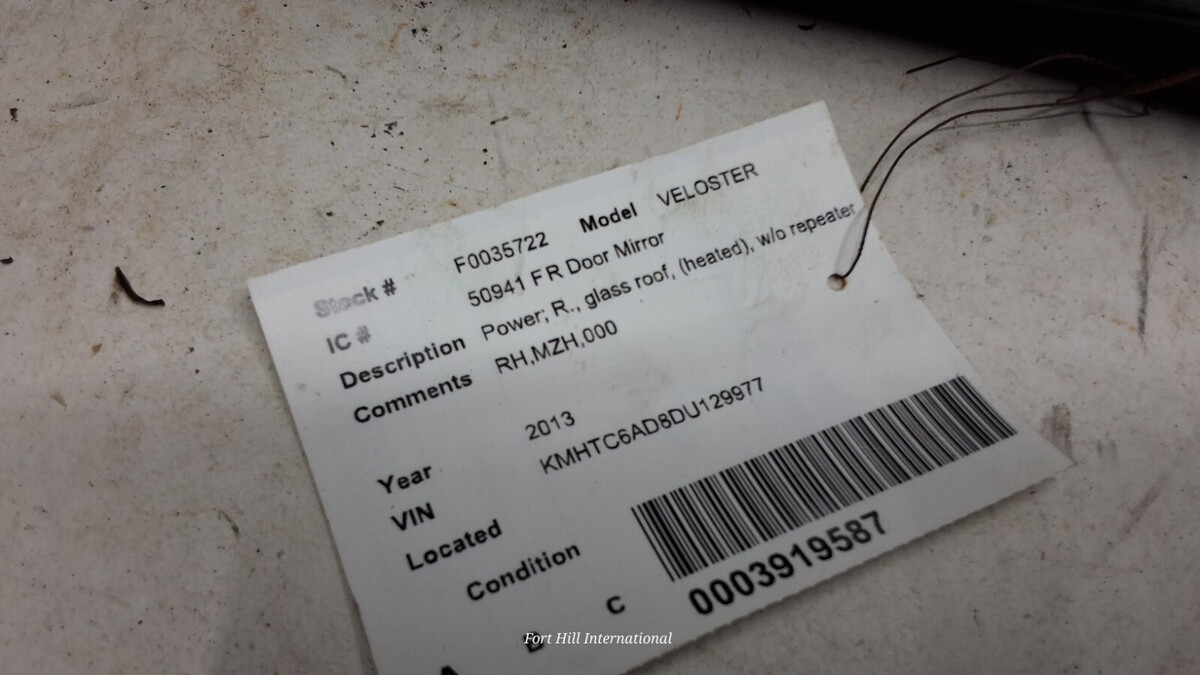 Stock # F0035722 Model VELOSTER
IC # 50941 F R Door Mirror
Description Power; R., glass roof, (heated), w/o repeater
Comments RH,MZH,000
Year 2013
VIN KMHTC6AD8DU129977
Located
Condition
A B C
0003919587
Fort Hill International